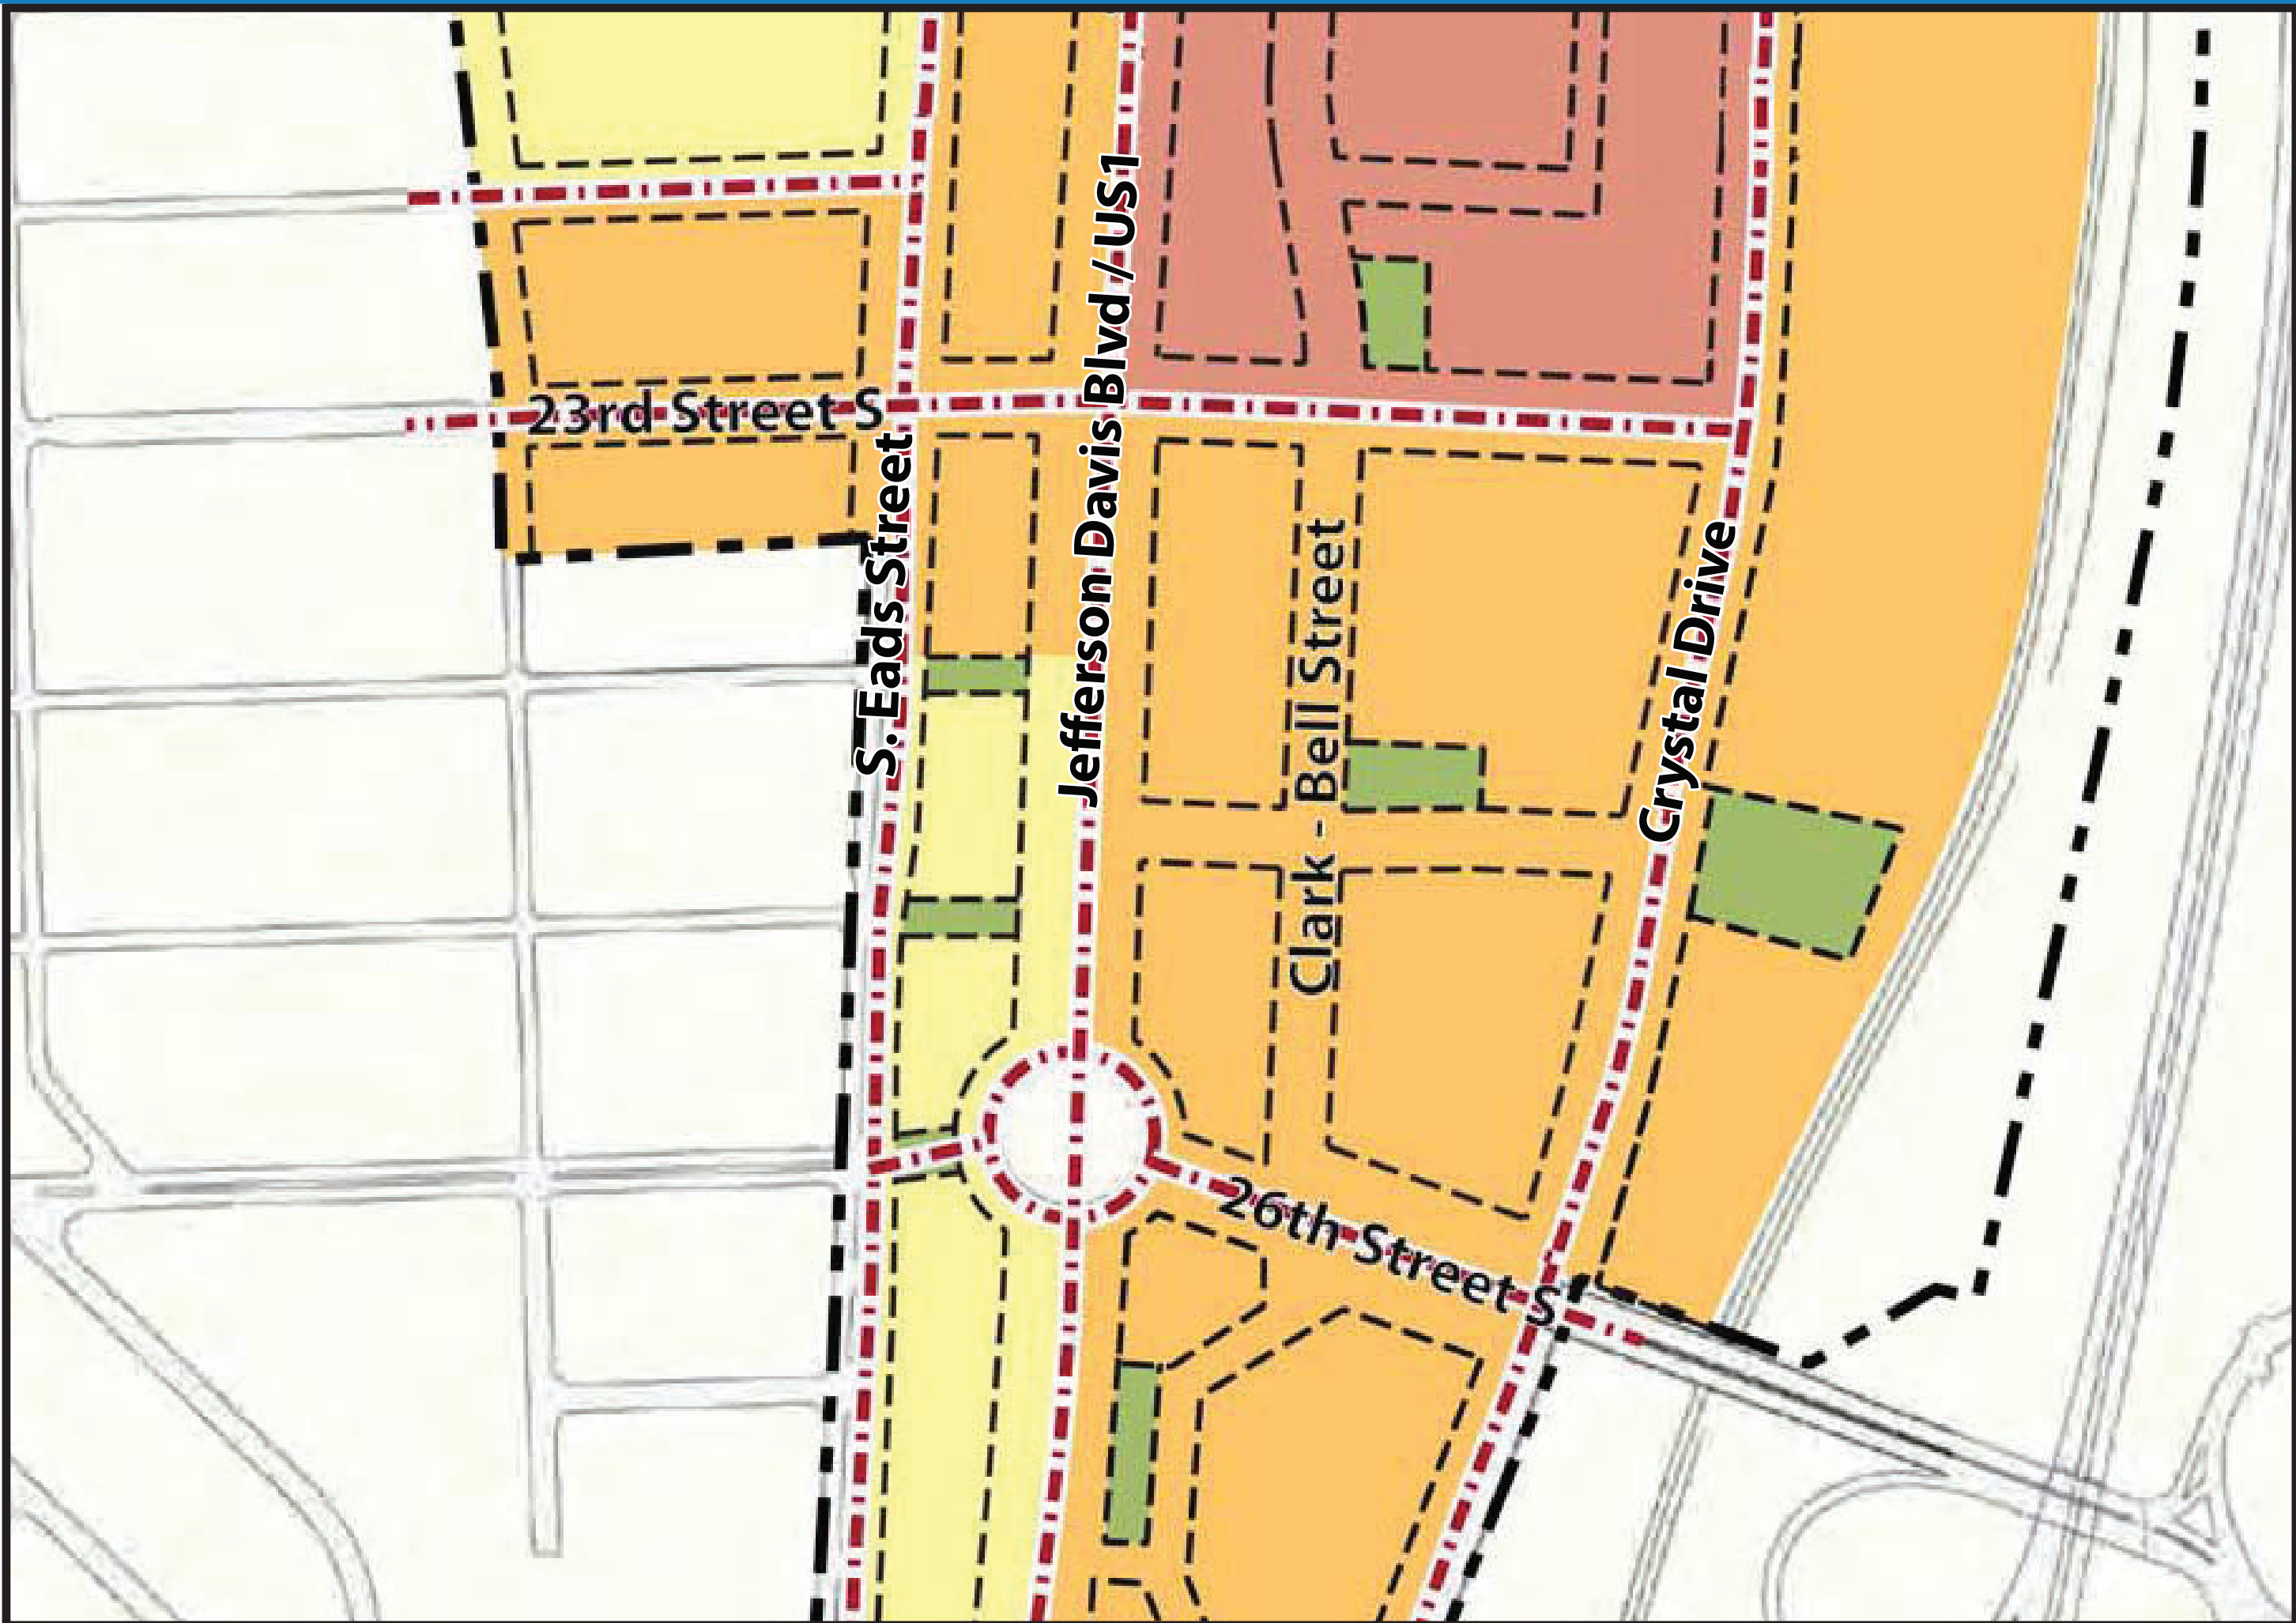 23rd Street S
S. Eads Street
Jefferson Davis Blvd / US1
Clark - Bell Street
Crystal Drive
26th Street S